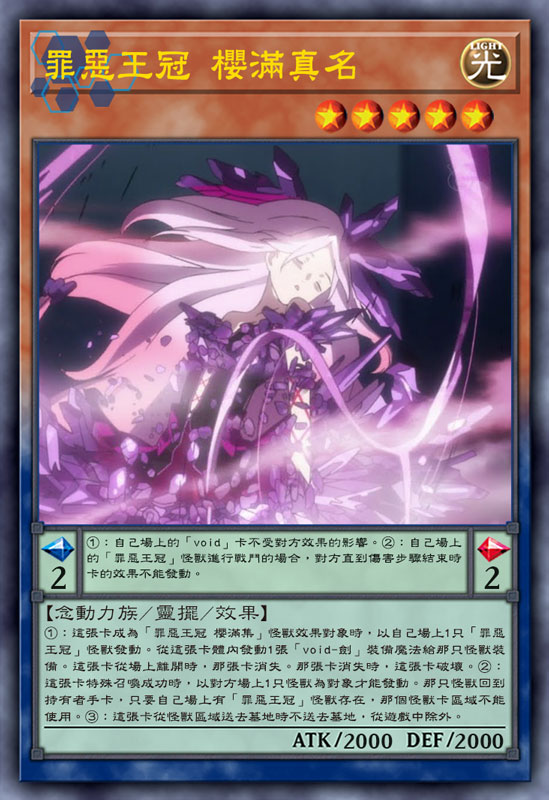 罪惡王冠 櫻滿真名
LIGHT
光
①：自己場上的「void」卡不受對方效果的影響。②：自己場上
的「罪惡王冠」怪獸進行戰鬥的場合，對方直到傷害步驟結束時
卡的效果不能發動。
2
2
【念動力族/靈擺/效果】
①：這張卡成為「罪惡王冠 櫻滿集」怪獸效果對象時，以自己場上1只「罪惡
王冠」怪獸發動。從這張卡體內發動1張「void-劍」裝備魔法給那只怪獸裝
備。這張卡從場上離開時，那張卡消失。那張卡消失時，這張卡破壞。②：
這張卡特殊召喚成功時，以對方場上1只怪獸為對象才能發動。那只怪獸回到
持有者手卡，只要自己場上有「罪惡王冠」怪獸存在，那個怪獸卡區域不能
使用。③：這張卡從怪獸區域送去墓地時不送去墓地，從遊戲中除外。
ATK/2000 DEF/2000